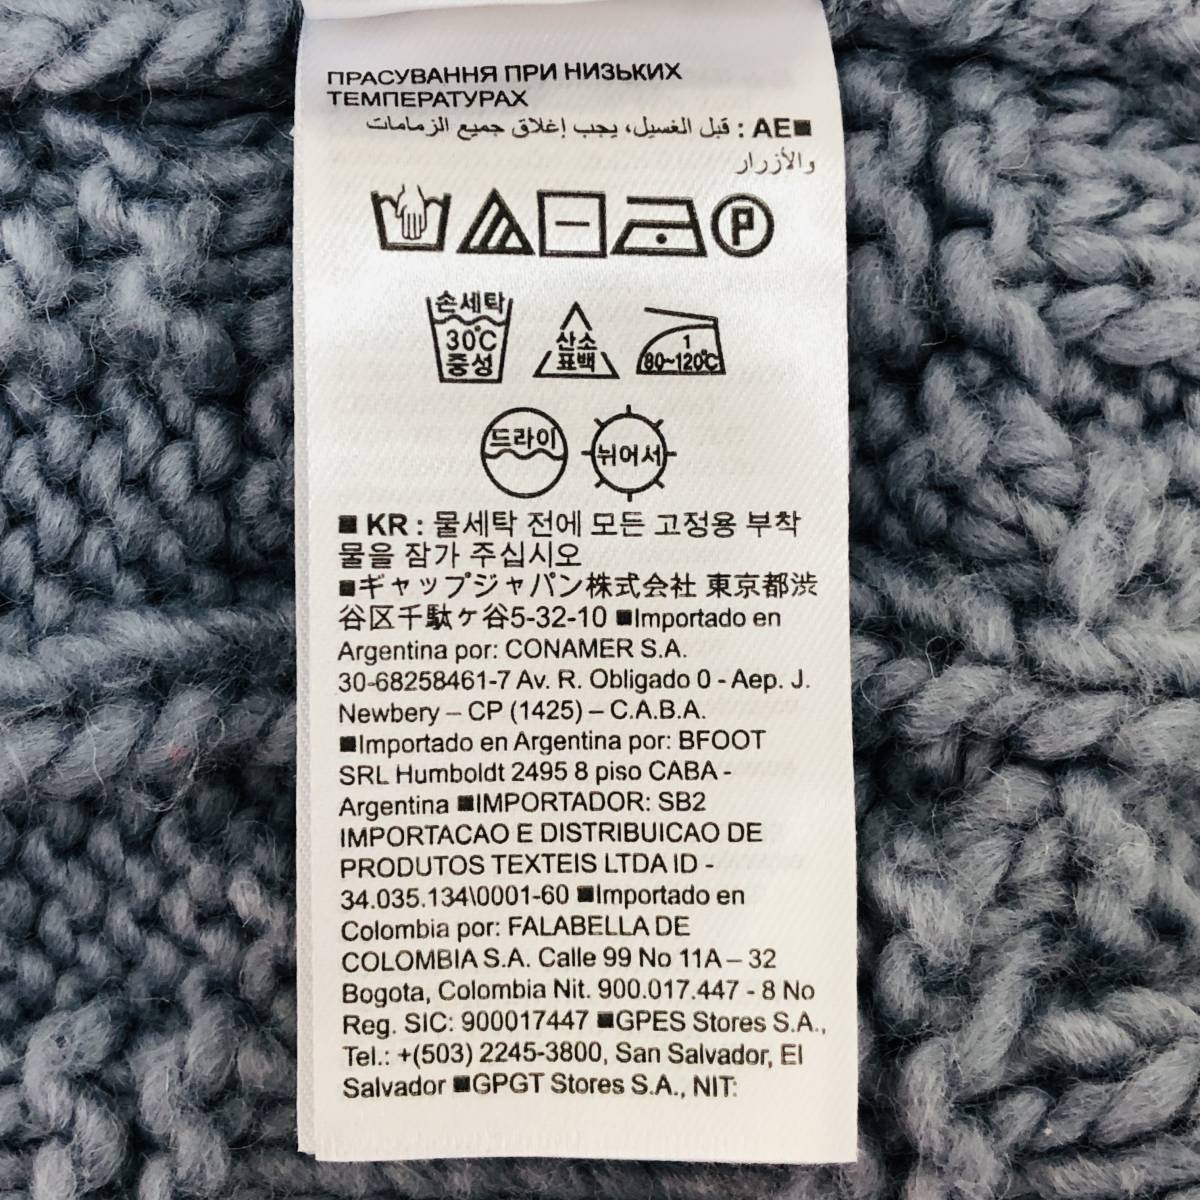 ПРАСУВАННЯ ПРИ НИЗЬКИХ
ТЕМПЕРАТУРАХ
■AE : قبل الغسيل، يجب إغلاق جميع الزمامات
والأزرار
P
손세탁
30°C
중성
산소
표백
1
80~120℃
드라이
뉘어서
■ KR : 물세탁 전에 모든 고정용 부착
물을 잠가 주십시오
■ギャップジャパン株式会社 東京都渋
谷区千駄ヶ谷5-32-10 ■Importado en
Argentina por: CONAMER S.A.
30-68258461-7 Av. R. Obligado 0 - Aep. J.
Newbery – CP (1425) – C.A.B.A.
■Importado en Argentina por: BFOOT
SRL Humboldt 2495 8 piso CABA -
Argentina ■IMPORTADOR: SB2
IMPORTACAO E DISTRIBUICAO DE
PRODUTOS TEXTEIS LTDA ID -
34.035.134\0001-60 ■Importado en
Colombia por: FALABELLA DE
COLOMBIA S.A. Calle 99 No 11A – 32
Bogota, Colombia Nit. 900.017.447 - 8 No
Reg. SIC: 900017447 ■GPES Stores S.A.,
Tel.: +(503) 2245-3800, San Salvador, El
Salvador ■GPGT Stores S.A., NIT: